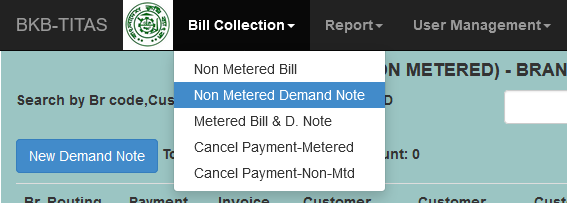 BKB-TITAS Bill Collection Report User Management
Non Metered Bill
ON METERED) - BRAN
Non Metered Demand Note
Search by Br code,Cus O
Metered Bill & D. Note
New Demand Note To unt: 0
Cancel Payment-Metered
Cancel Payment-Non-Mtd
Br. Routing Payment Invoice Customer Customer Cust